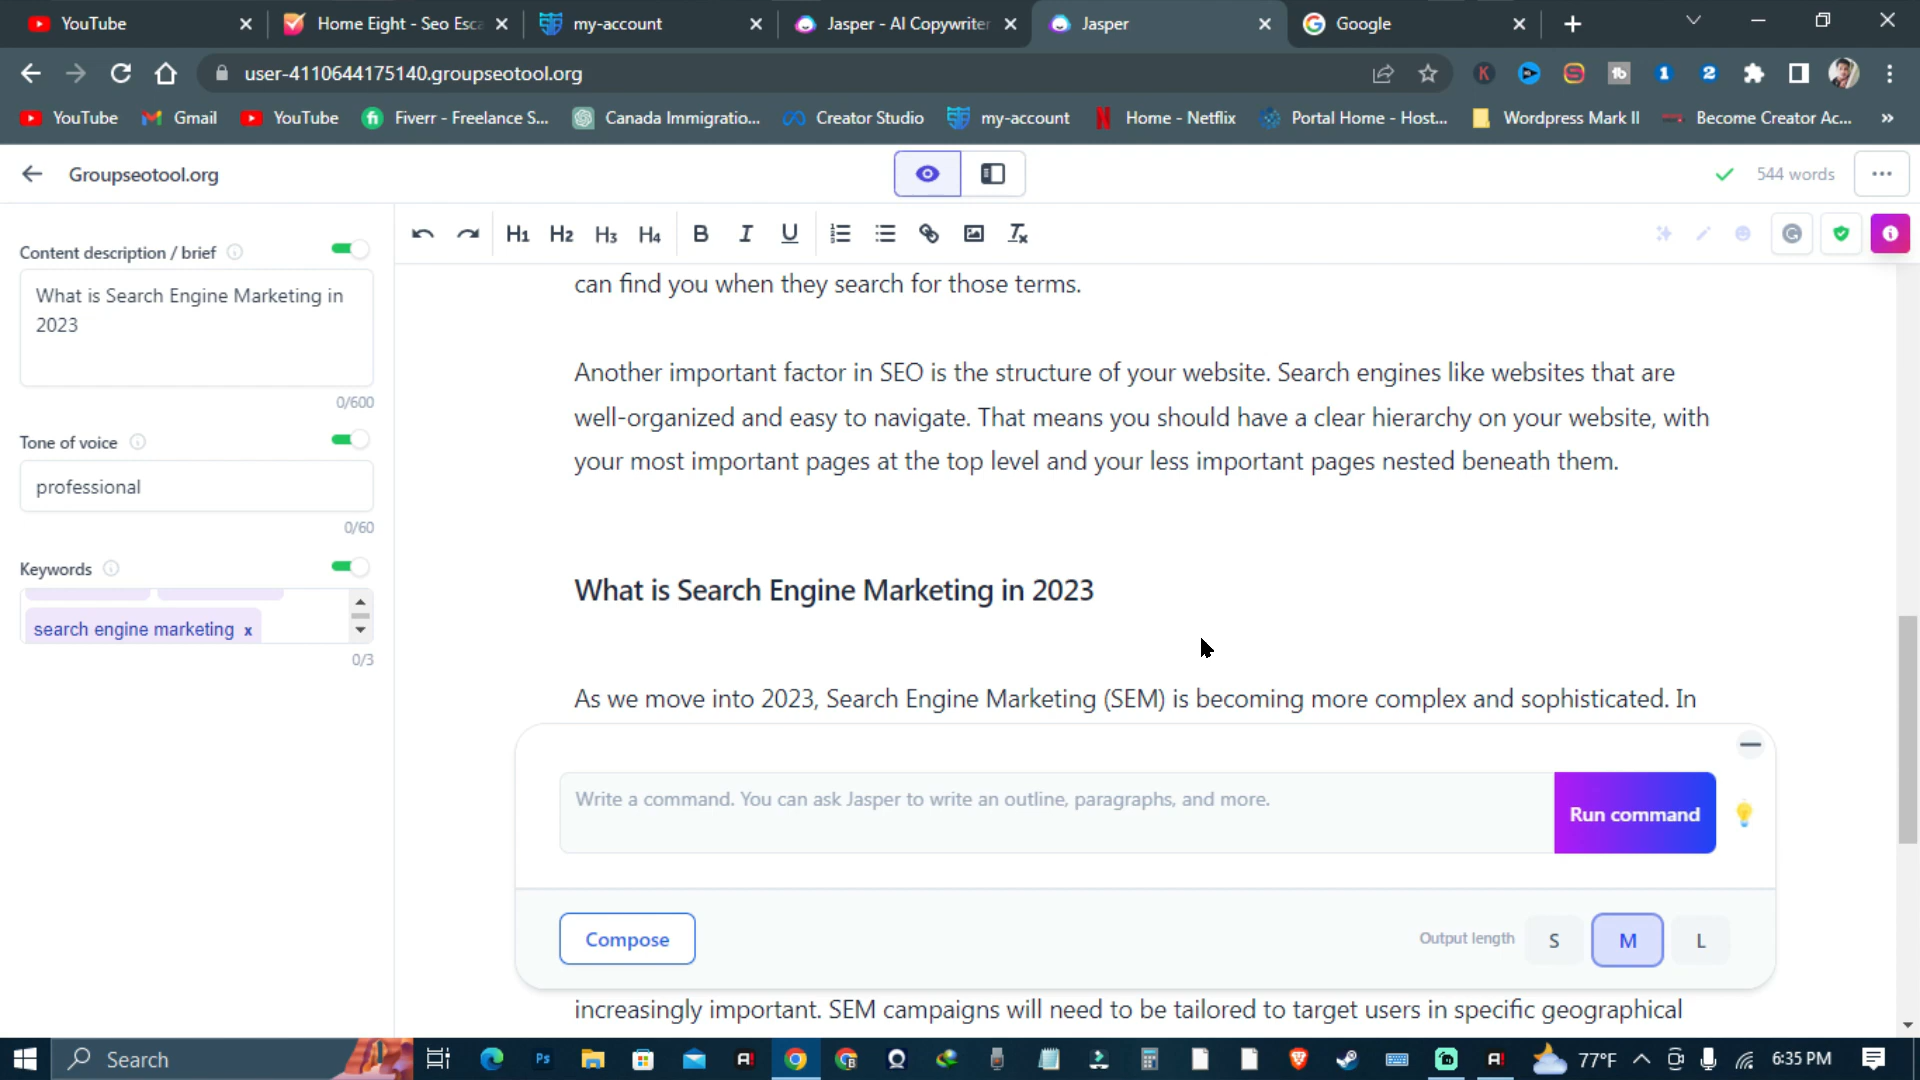 YouTube
Home Eight - Seo Esca
my-account
Jasper - AI Copywriter
Jasper
Google
user-4110644175140.groupseotool.org
YouTube
Gmail
YouTube
Fiverr - Freelance S...
Canada Immigratio...
Creator Studio
my-account
Home - Netflix
Portal Home - Host...
Wordpress Mark II
Become Creator Ac...
Groupseotool.org
544 words
H1 H2 H3 H4 B I U
Content description / brief
What is Search Engine Marketing in
2023
0/600
Tone of voice
professional
0/60
Keywords
search engine marketing x
0/3
can find you when they search for those terms.
Another important factor in SEO is the structure of your website. Search engines like websites that are
well-organized and easy to navigate. That means you should have a clear hierarchy on your website, with
your most important pages at the top level and your less important pages nested beneath them.
What is Search Engine Marketing in 2023
As we move into 2023, Search Engine Marketing (SEM) is becoming more complex and sophisticated. In
Write a command. You can ask Jasper to write an outline, paragraphs, and more.
Run command
Compose
Output length
S
M
L
increasingly important. SEM campaigns will need to be tailored to target users in specific geographical
Search
77°F
6:35 PM